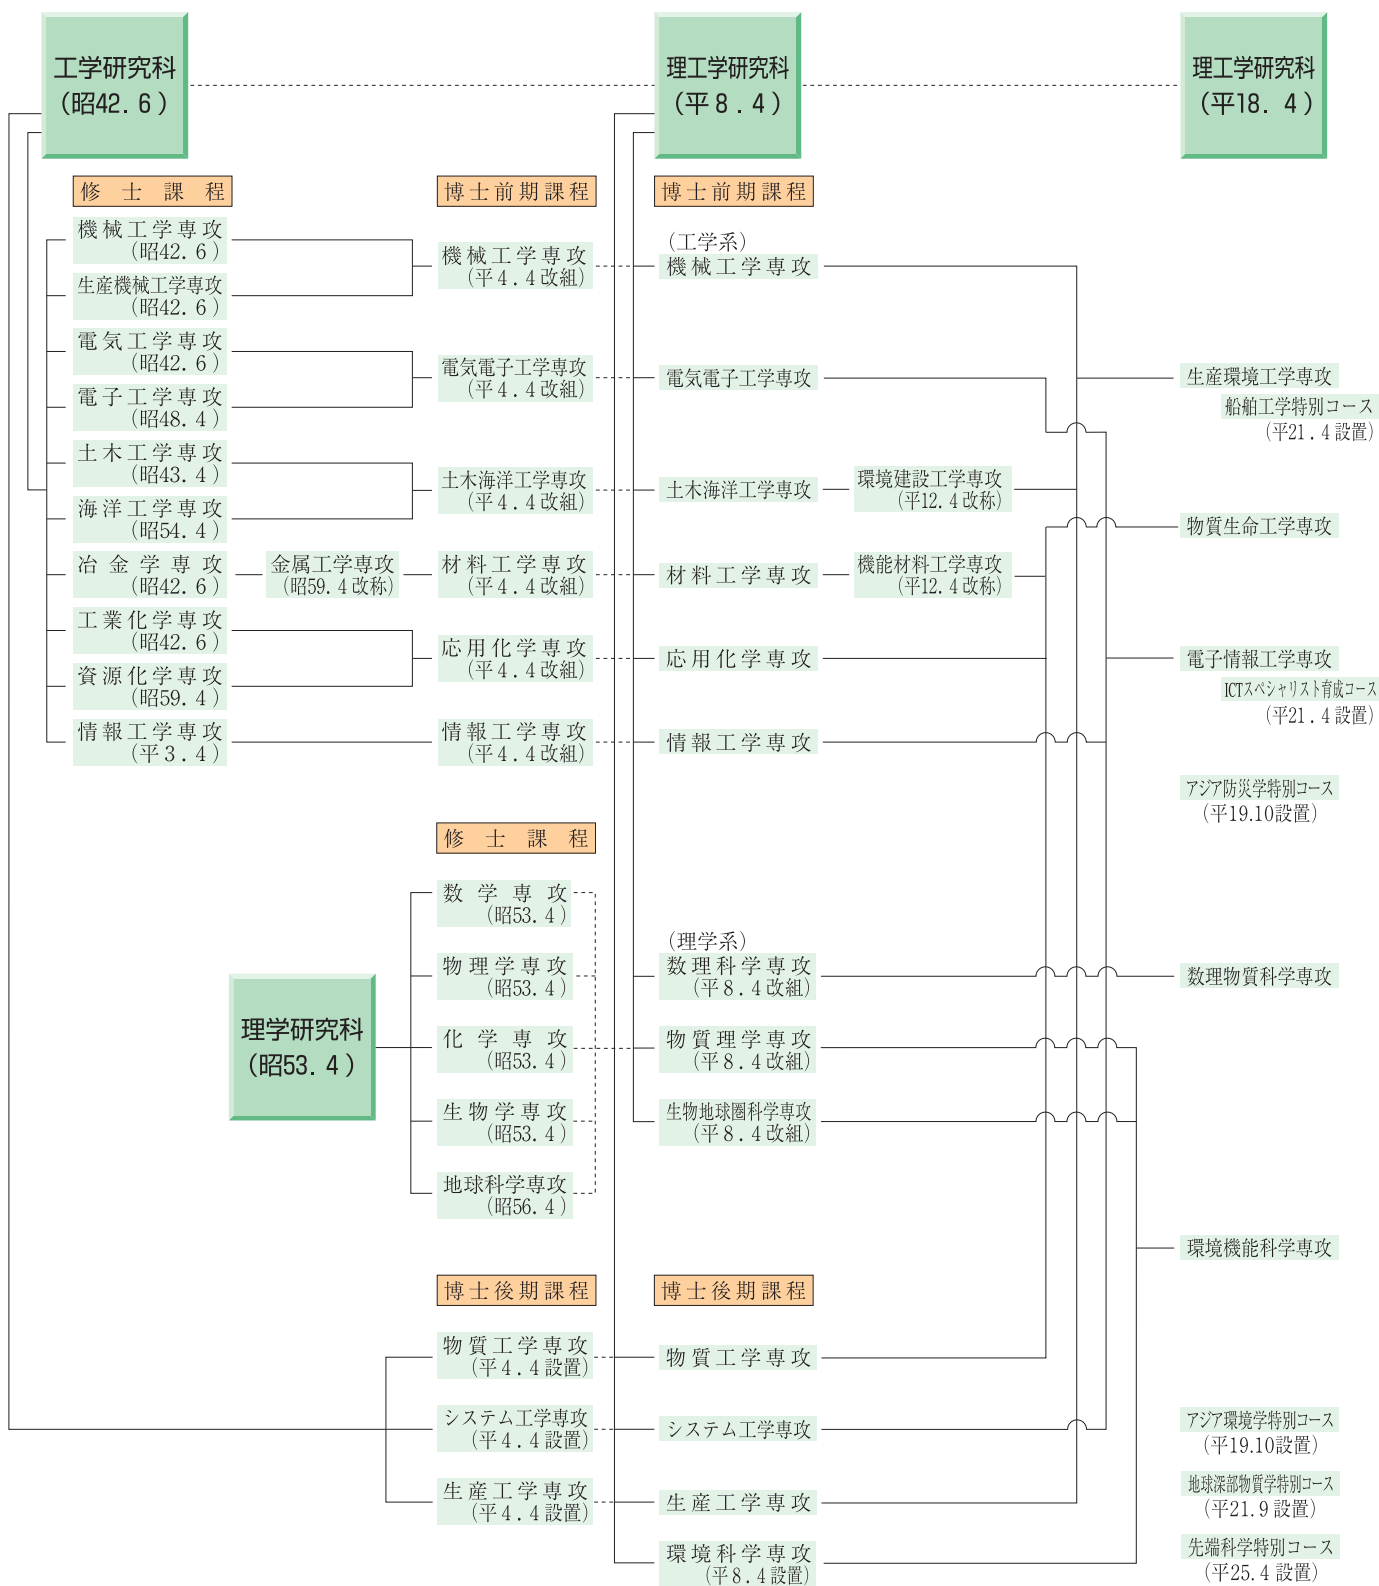 工学研究科
（昭42．6）
理工学研究科
（平8．4）
理工学研究科
（平18．4）
修士課程
機械工学専攻
（昭42．6）
生産機械工学専攻
（昭42．6）
電気工学専攻
（昭42．6）
電子工学専攻
（昭48．4）
土木工学専攻
（昭43．4）
海洋工学専攻
（昭54．4）
冶金学専攻
（昭42．6）
金属工学専攻
（昭59．4改称）
工業化学専攻
（昭42．6）
資源化学専攻
（昭59．4）
情報工学専攻
（平3．4）
博士前期課程
機械工学専攻
（平4．4改組）
電気電子工学専攻
（平4．4改組）
土木海洋工学専攻
（平4．4改組）
材料工学専攻
（平4．4改組）
応用化学専攻
（平4．4改組）
情報工学専攻
（平4．4改組）
博士前期課程
（工学系）
機械工学専攻
電気電子工学専攻
土木海洋工学専攻
環境建設工学専攻
（平12．4改称）
材料工学専攻
機能材料工学専攻
（平12．4改称）
応用化学専攻
情報工学専攻
生産環境工学専攻
船舶工学特別コース
（平21．4設置）
物質生命工学専攻
電子情報工学専攻
ICTスペシャリスト育成コース
（平21．4設置）
アジア防災学特別コース
（平19.10設置）
理学研究科
（昭53．4）
修士課程
数学専攻
（昭53．4）
物理学専攻
（昭53．4）
化学専攻
（昭53．4）
生物学専攻
（昭53．4）
地球科学専攻
（昭56．4）
（理学系）
数理科学専攻
（平8．4改組）
物質理学専攻
（平8．4改組）
生物地球圏科学専攻
（平8．4改組）
数理物質科学専攻
環境機能科学専攻
博士後期課程
物質工学専攻
（平4．4設置）
システム工学専攻
（平4．4設置）
生産工学専攻
（平4．4設置）
博士後期課程
物質工学専攻
システム工学専攻
生産工学専攻
環境科学専攻
（平8．4設置）
アジア環境学特別コース
（平19.10設置）
地球深部物質学特別コース
（平21.9設置）
先端科学特別コース
（平25.4設置）